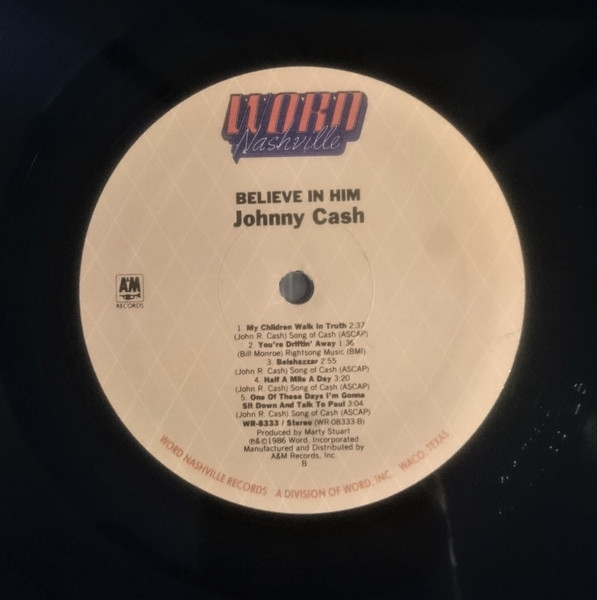 WORD
Nashville
BELIEVE IN HIM
Johnny Cash
A&M
RECORDS
1. My Children Walk In Truth 2:37
(John R. Cash) Song of Cash (ASCAP)
2. You're Driftin' Away 1:36
(Bill Monroe) Rightsong Music (BMI)
3. Belshazzar 2:55
(John R. Cash) Song of Cash (ASCAP)
4. Half A Mile A Day 3:20
(John R. Cash) Song of Cash (ASCAP)
5. One Of These Days I'm Gonna
Sit Down And Talk To Paul 3:04
(John R. Cash) Song of Cash (ASCAP)
WR-8333 / Stereo (WR 08333-B)
Produced by Marty Stuart
℗&©1986 Word, Incorporated
Manufactured and Distributed by
A&M Records, Inc.
B
WORD NASHVILLE RECORDS A DIVISION OF WORD, INC. WACO, TEXAS